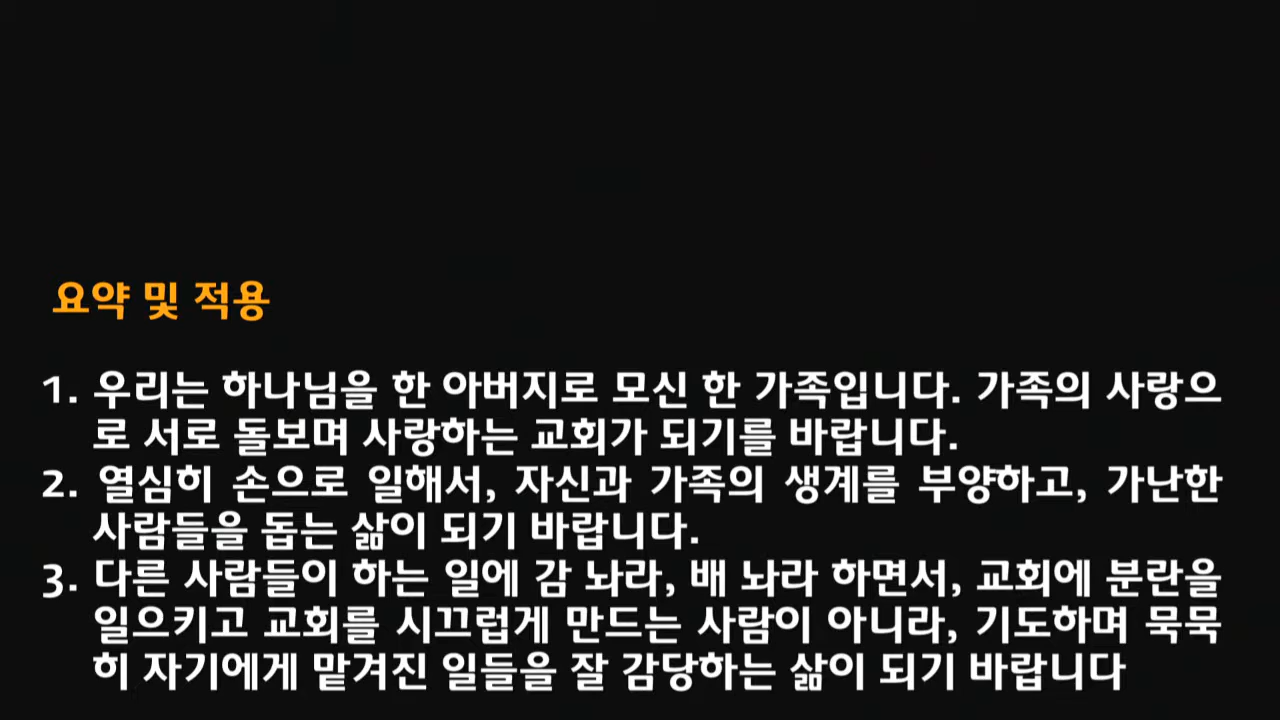 요약 및 적용
1. 우리는 하나님을 한 아버지로 모신 한 가족입니다. 가족의 사랑으
로 서로 돌보며 사랑하는 교회가 되기를 바랍니다.
2. 열심히 손으로 일해서, 자신과 가족의 생계를 부양하고, 가난한
사람들을 돕는 삶이 되기 바랍니다.
3. 다른 사람들이 하는 일에 감 놔라, 배 놔라 하면서, 교회에 분란을
일으키고 교회를 시끄럽게 만드는 사람이 아니라, 기도하며 묵묵
히 자기에게 맡겨진 일들을 잘 감당하는 삶이 되기 바랍니다